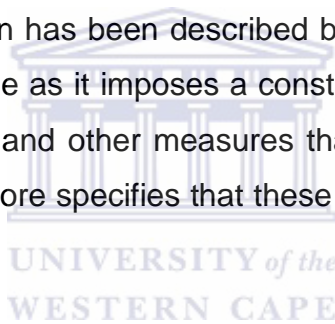 n has been described b
e as it imposes a const
and other measures tha
ore specifies that these
UNIVERSITY of the
WESTERN CAPE